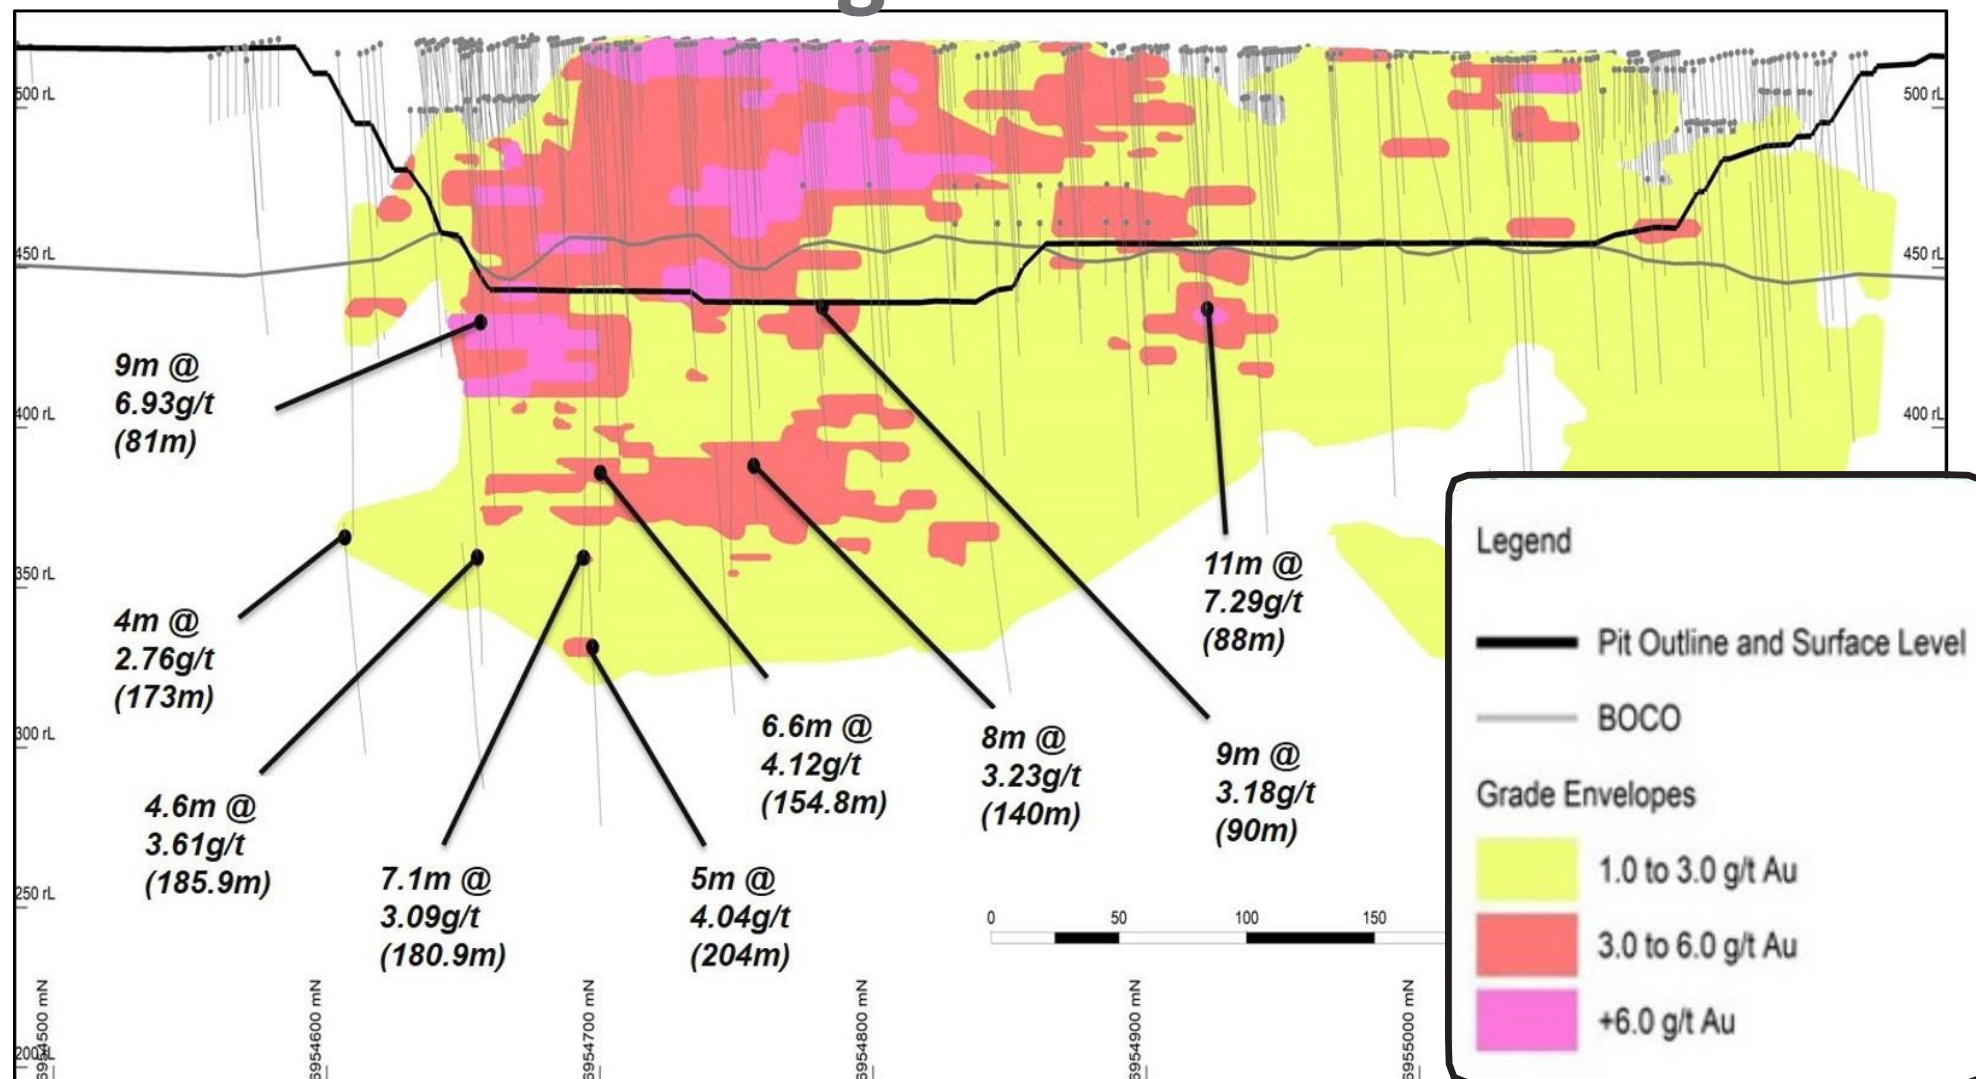 g
500 rL
500 rL
450 rL
450 rL
400 rL
400 rL
350 rL
300 rL
250 rL
200 rL
9m @
6.93g/t
(81m)
4m @
2.76g/t
(173m)
4.6m @
3.61g/t
(185.9m)
7.1m @
3.09g/t
(180.9m)
5m @
4.04g/t
(204m)
6.6m @
4.12g/t
(154.8m)
8m @
3.23g/t
(140m)
9m @
3.18g/t
(90m)
11m @
7.29g/t
(88m)
0 50 100 150
6954500 mN
6954600 mN
6954700 mN
6954800 mN
6954900 mN
6955000 mN
Legend
Pit Outline and Surface Level
BOCO
Grade Envelopes
1.0 to 3.0 g/t Au
3.0 to 6.0 g/t Au
+6.0 g/t Au